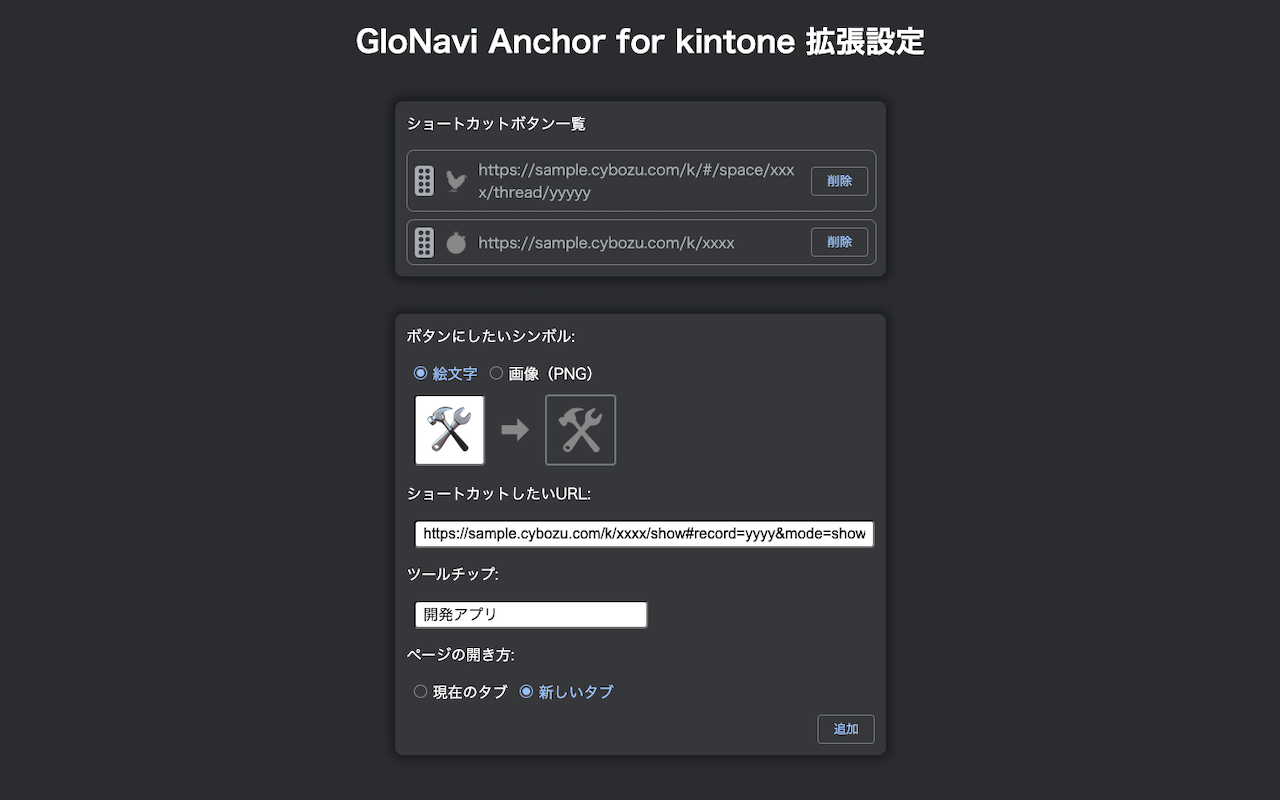 GloNavi Anchor for kintone 拡張設定
ショートカットボタン一覧
https://sample.cybozu.com/k/#/space/xxx
x/thread/yyyyy
削除
https://sample.cybozu.com/k/xxxx
削除
ボタンにしたいシンボル:
絵文字 画像（PNG）
ショートカットしたいURL:
https://sample.cybozu.com/k/xxxx/show#record=yyyy&mode=show
ツールチップ:
開発アプリ
ページの開き方:
現在のタブ 新しいタブ
追加